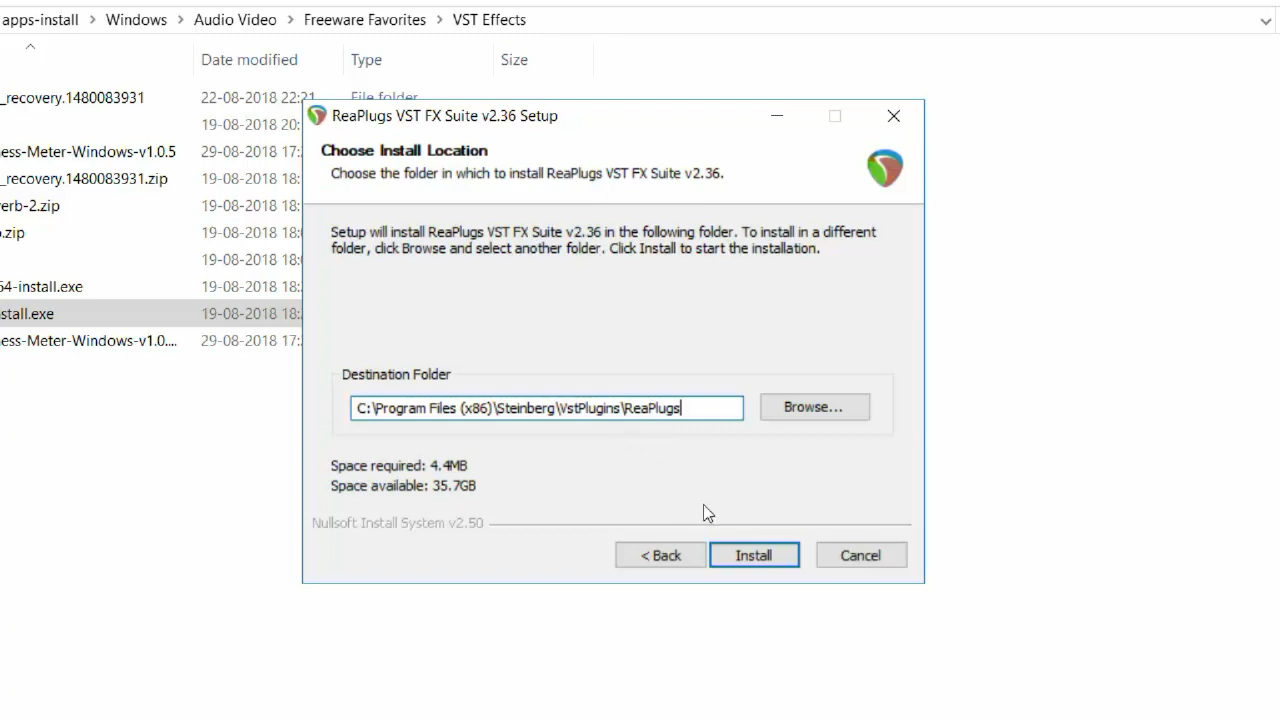 apps-install > Windows > Audio Video > Freeware Favorites > VST Effects
Date modified Type Size
_recovery.1480083931 22-08-2018 22:21 File folder
19-08-2018 20:
ess-Meter-Windows-v1.0.5 29-08-2018 17:
_recovery.1480083931.zip 19-08-2018 18:
erb-2.zip 19-08-2018 18:
.zip 19-08-2018 18:
19-08-2018 18:
64-install.exe 19-08-2018 18:
stall.exe 19-08-2018 18:
ess-Meter-Windows-v1.0.... 29-08-2018 17:
ReaPlugs VST FX Suite v2.36 Setup
Choose Install Location
Choose the folder in which to install ReaPlugs VST FX Suite v2.36.
Setup will install ReaPlugs VST FX Suite v2.36 in the following folder. To install in a different
folder, click Browse and select another folder. Click Install to start the installation.
Destination Folder
C:\Program Files (x86)\Steinberg\VstPlugins\ReaPlugs
Browse...
Space required: 4.4MB
Space available: 35.7GB
Nullsoft Install System v2.50
< Back Install Cancel